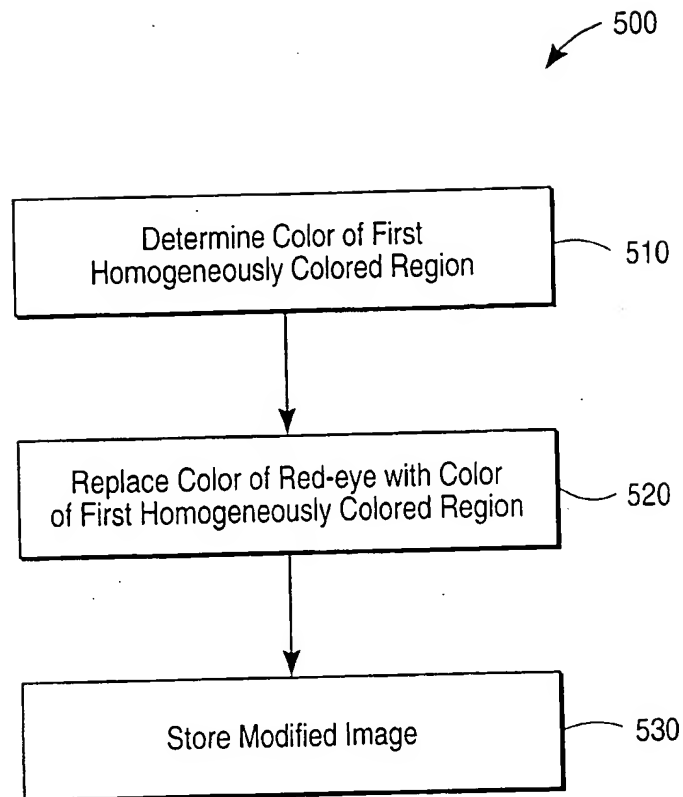 500
Determine Color of First
Homogeneously Colored Region
510
Replace Color of Red-eye with Color
of First Homogeneously Colored Region
520
Store Modified Image
530